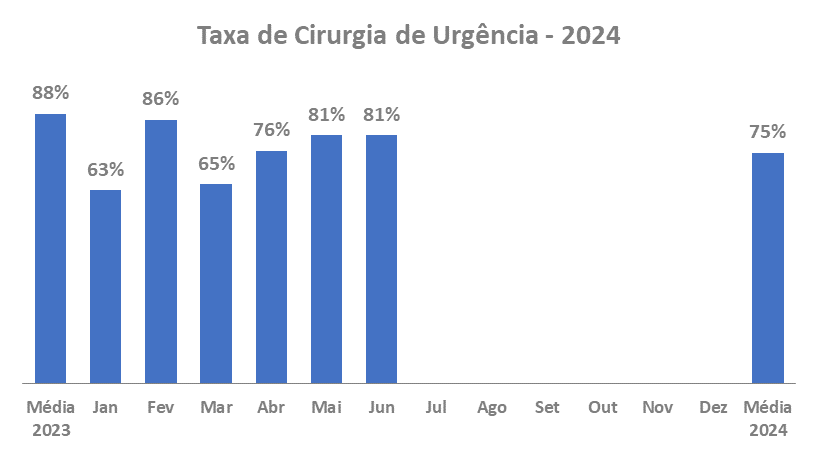 Taxa de Cirurgia de Urgência - 2024
88%
63%
86%
65%
76%
81%
81%
75%
Média 2023
Jan
Fev
Mar
Abr
Mai
Jun
Jul
Ago
Set
Out
Nov
Dez
Média 2024